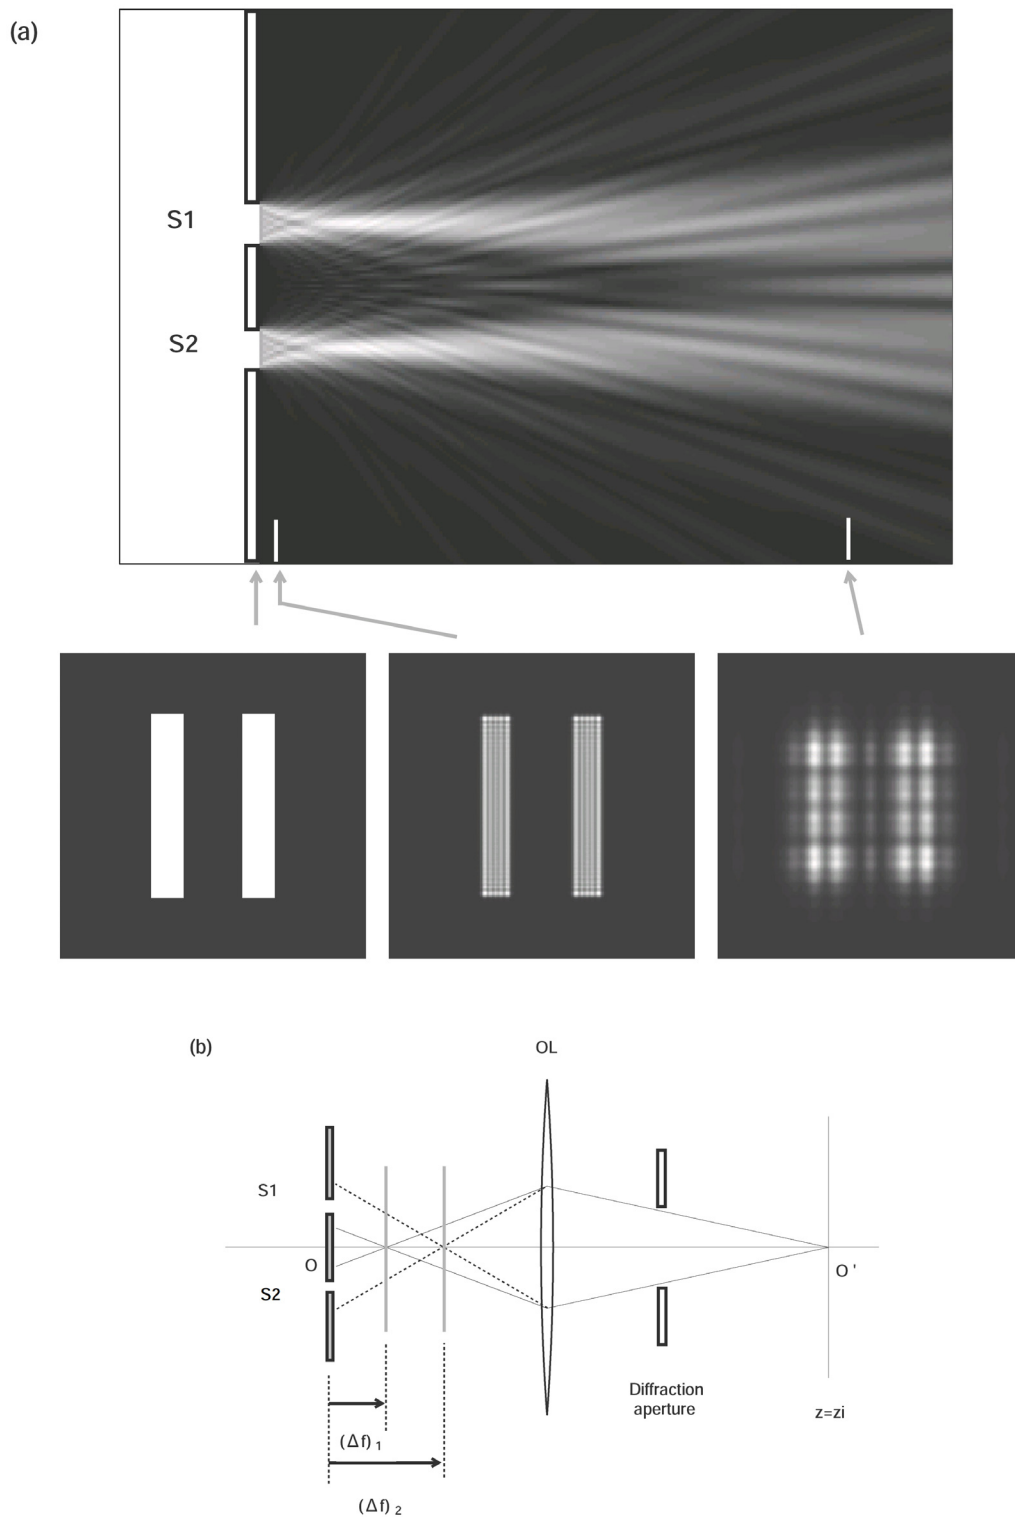 (a)
S1
S2
(b)
OL
S1
O
S2
O '
Diffraction
aperture
z=zi
(Δf) 1
(Δf) 2